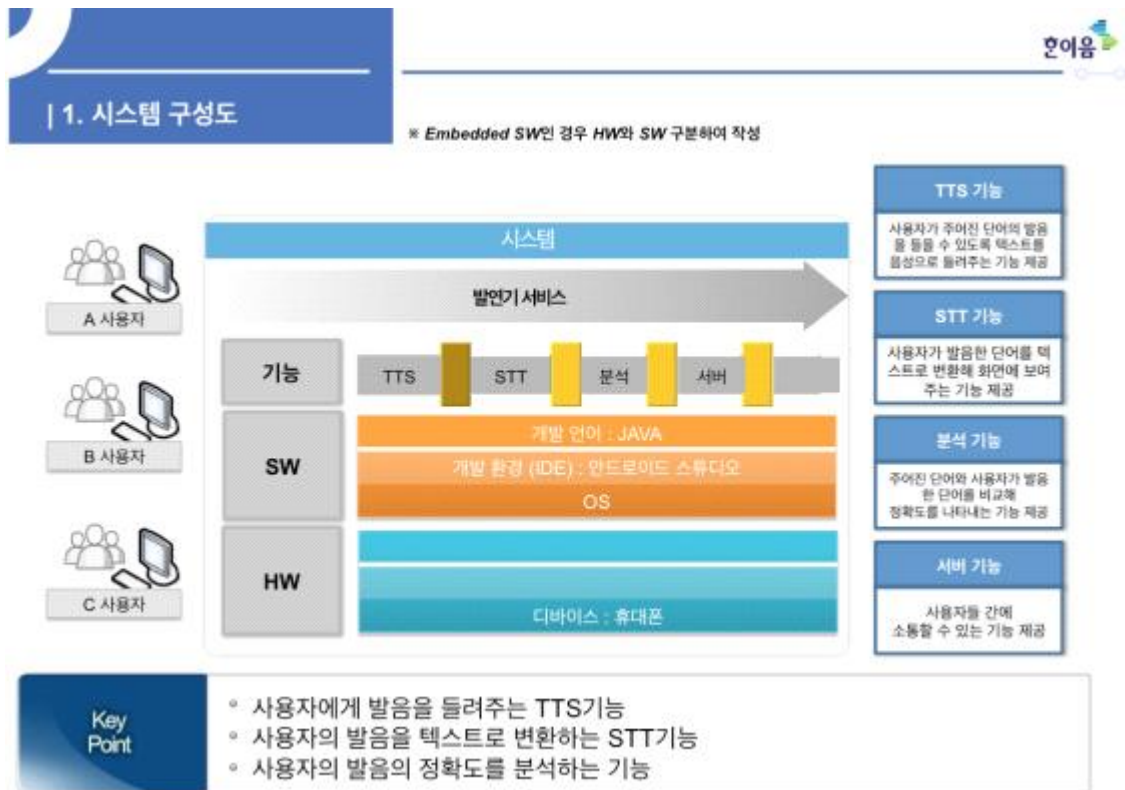 한이음
| 1. 시스템 구성도
※ Embedded SW인 경우 HW와 SW 구분하여 작성
A 사용자
B 사용자
C 사용자
시스템
발연기 서비스
기능
TTS
STT
분석
서버
SW
개발 언어 : JAVA
개발 환경 (IDE) : 안드로이드 스튜디오
OS
HW
디바이스 : 휴대폰
TTS 기능
사용자가 주어진 단어의 발음
을 들을 수 있도록 텍스트를
음성으로 들려주는 기능 제공
STT 기능
사용자가 발음한 단어를 텍
스트로 변환해 화면에 보여
주는 기능 제공
분석 기능
주어진 단어와 사용자가 발음
한 단어를 비교해
정확도를 나타내는 기능 제공
서버 기능
사용자들 간에
소통할 수 있는 기능 제공
Key
Point
◦ 사용자에게 발음을 들려주는 TTS기능
◦ 사용자의 발음을 텍스트로 변환하는 STT기능
◦ 사용자의 발음의 정확도를 분석하는 기능